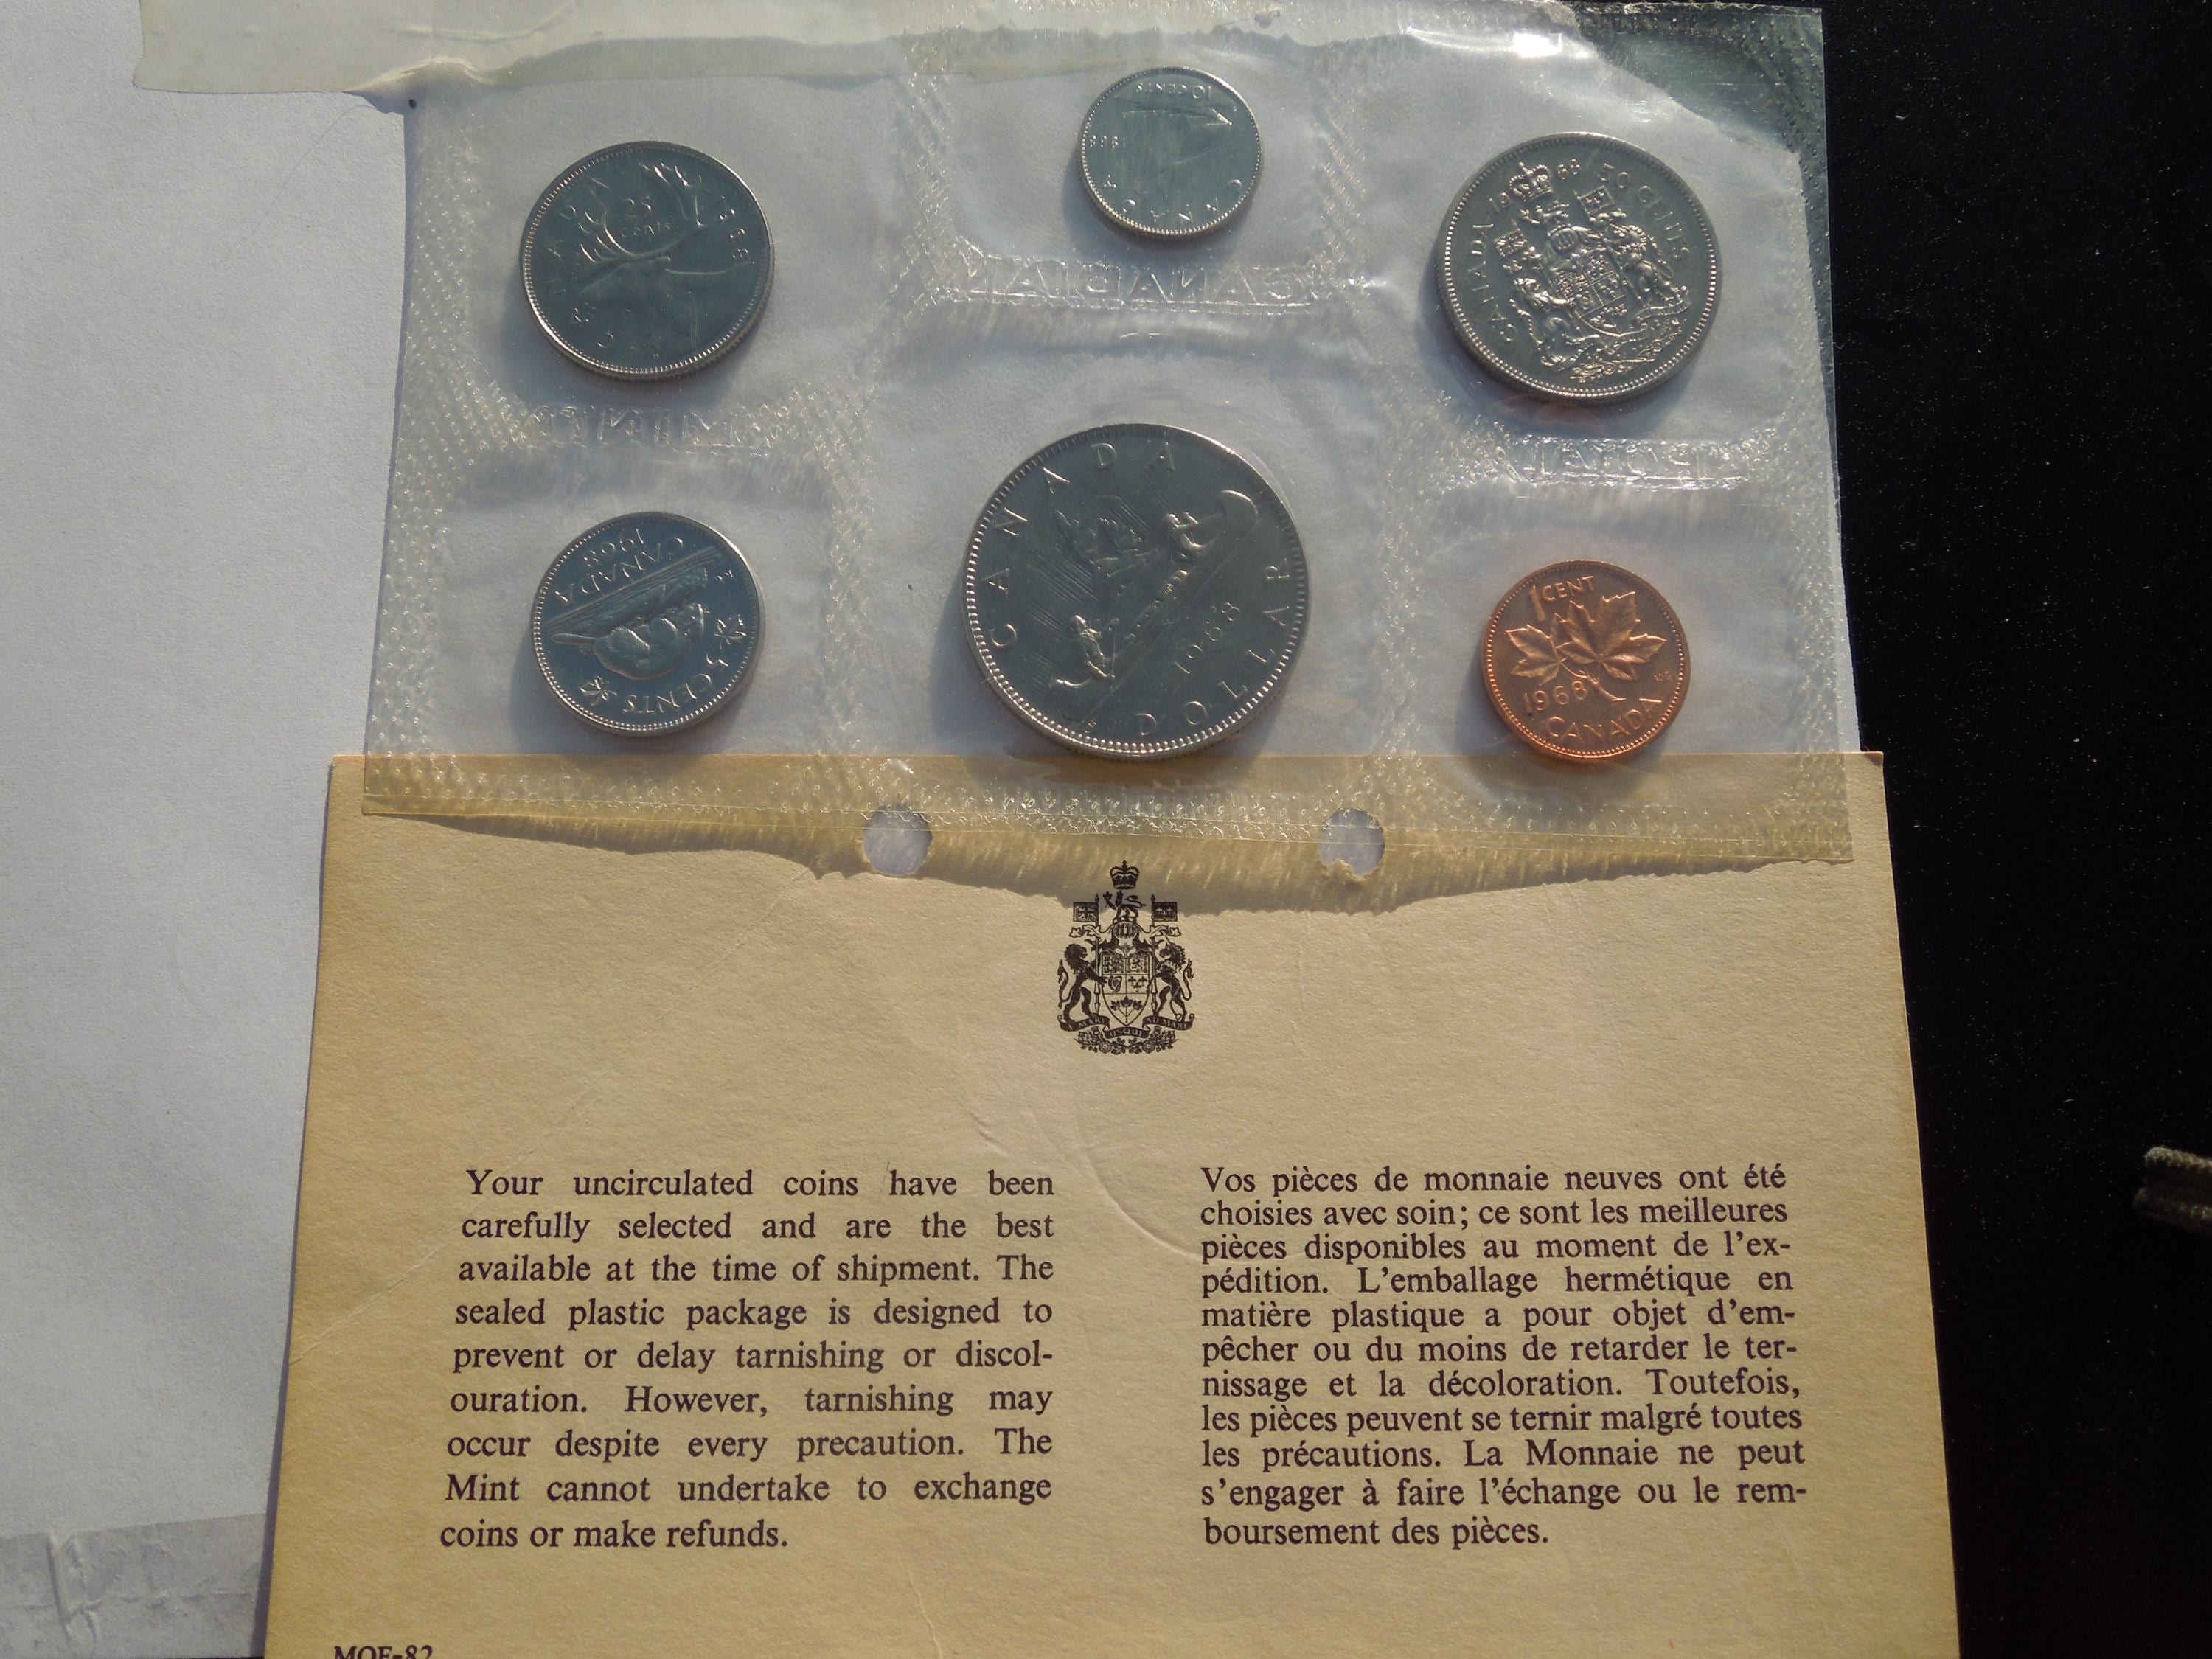 10 CENTS
1968
CANADA
CANADA
25
CENTS
1968
CANADA 1968 50 CENTS
CANADIAN
MINT
ROYAL
1968
CANADA
5 CENTS
CANADA
1968
DOLLAR
1 CENT
1968
CANADA
Your uncirculated coins have been
carefully selected and are the best
available at the time of shipment. The
sealed plastic package is designed to
prevent or delay tarnishing or discol-
ouration. However, tarnishing may
occur despite every precaution. The
Mint cannot undertake to exchange
coins or make refunds.
Vos pièces de monnaie neuves ont été
choisies avec soin; ce sont les meilleures
pièces disponibles au moment de l'ex-
pédition. L'emballage hermétique en
matière plastique a pour objet d'em-
pêcher ou du moins de retarder le ter-
nissage et la décoloration. Toutefois,
les pièces peuvent se ternir malgré toutes
les précautions. La Monnaie ne peut
s'engager à faire l'échange ou le rem-
boursement des pièces.
MOF-82